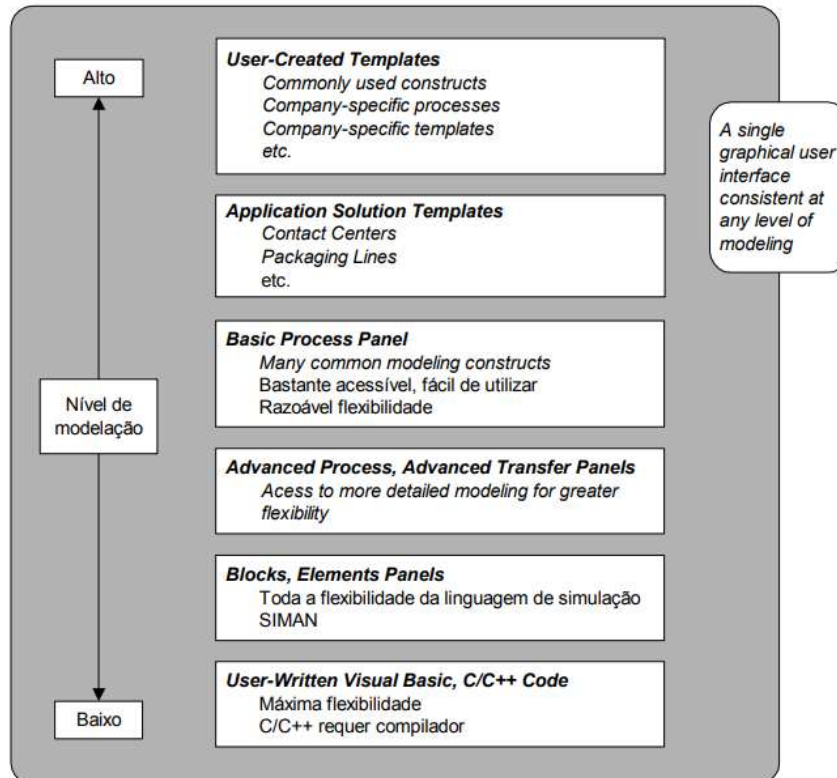 Alto
User-Created Templates
Commonly used constructs
Company-specific processes
Company-specific templates
etc.
A single
graphical user
interface
consistent at
any level of
modeling
Application Solution Templates
Contact Centers
Packaging Lines
etc.
Basic Process Panel
Many common modeling constructs
Bastante acessível, fácil de utilizar
Razoável flexibilidade
Nível de
modelação
Advanced Process, Advanced Transfer Panels
Acess to more detailed modeling for greater
flexibility
Blocks, Elements Panels
Toda a flexibilidade da linguagem de simulação
SIMAN
User-Written Visual Basic, C/C++ Code
Máxima flexibilidade
C/C++ requer compilador
Baixo